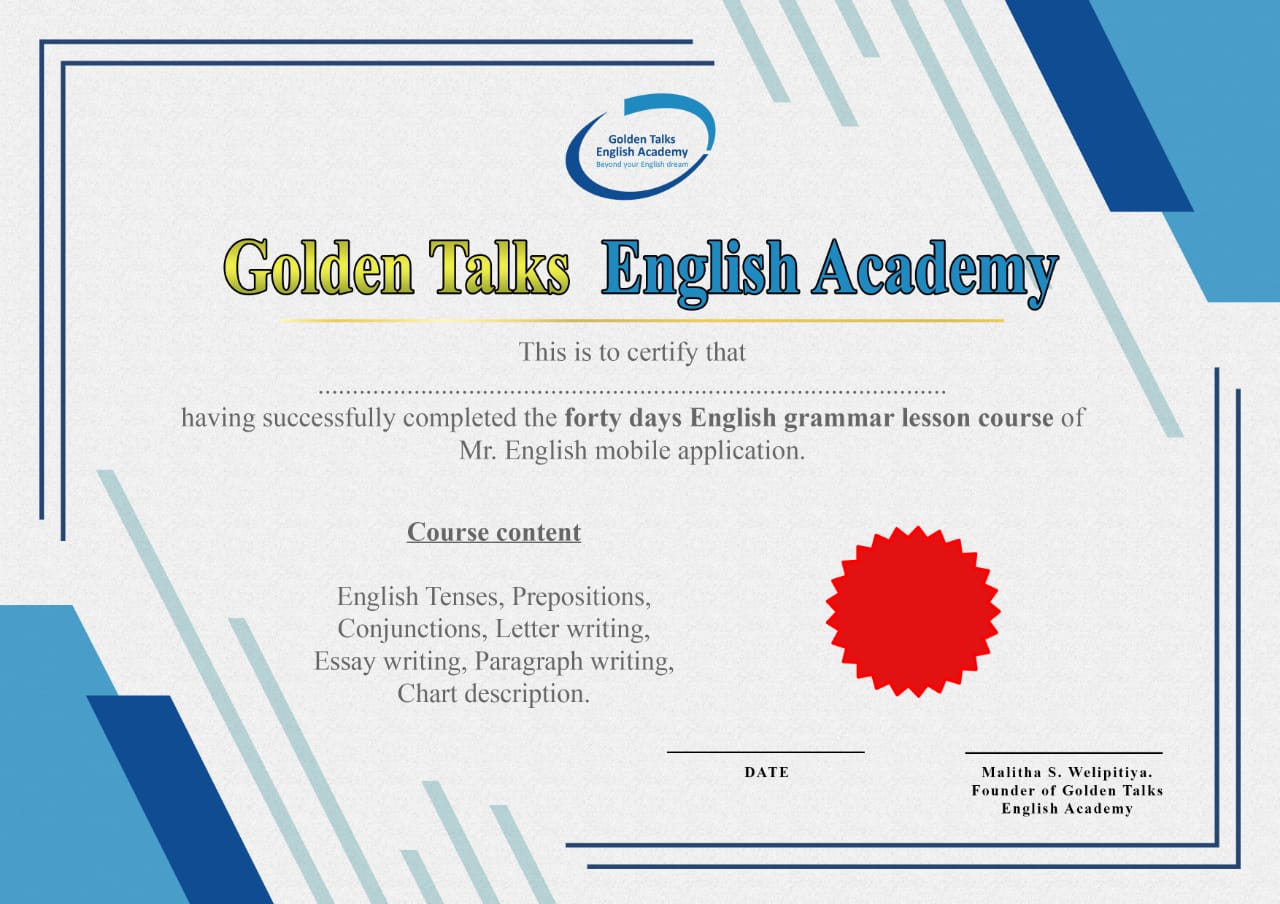 Golden Talks
English Academy
Beyond your English dream
Golden Talks English Academy
This is to certify that
............................................................................................
having successfully completed the forty days English grammar lesson course of
Mr. English mobile application.
Course content
English Tenses, Prepositions,
Conjunctions, Letter writing,
Essay writing, Paragraph writing,
Chart description.
DATE
Malitha S. Welipitiya.
Founder of Golden Talks
English Academy